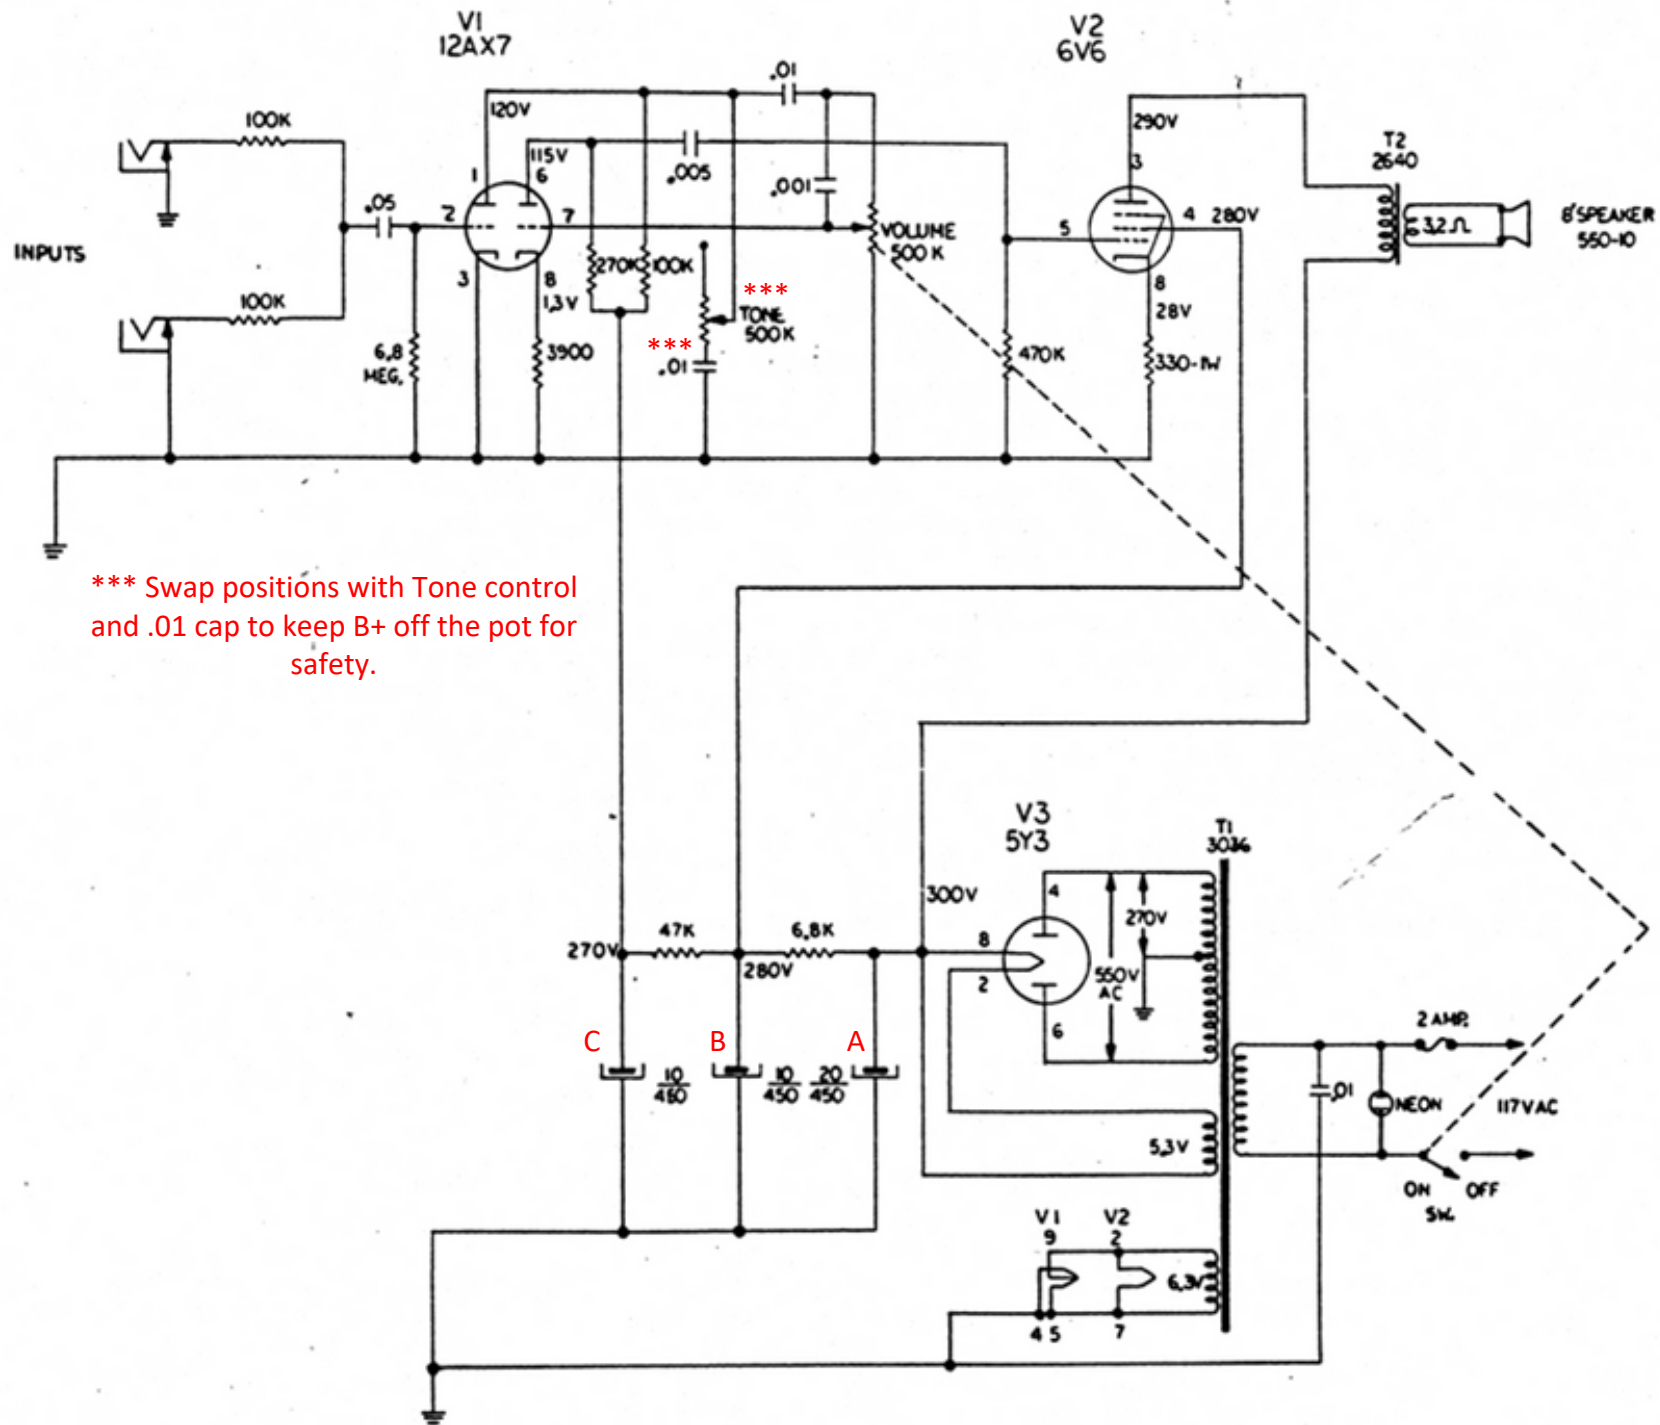 V1
12AX7
V2
6V6
.01
120V
100K
115V
.005
290V
T2
2640
1
6
.001
3
.05
2
7
4
280V
8"SPEAKER
550-10
3.2Ω
INPUTS
VOLUME
500 K
5
270K
100K
3
8
1,3V
***
TONE
500K
8
28V
100K
6.8
MEG.
3900
***
.01
470K
330-1W
*** Swap positions with Tone control
and .01 cap to keep B+ off the pot for
safety.
V3
5Y3
T1
3036
300V
4
270V
47K
6.8K
8
270V
280V
2
550V
AC
6
C
B
A
2 AMP.
10
450
10
450
20
450
.01
NEON
117VAC
5.3V
ON
OFF
SW.
V1
9
V2
2
6.3V
4 5
7